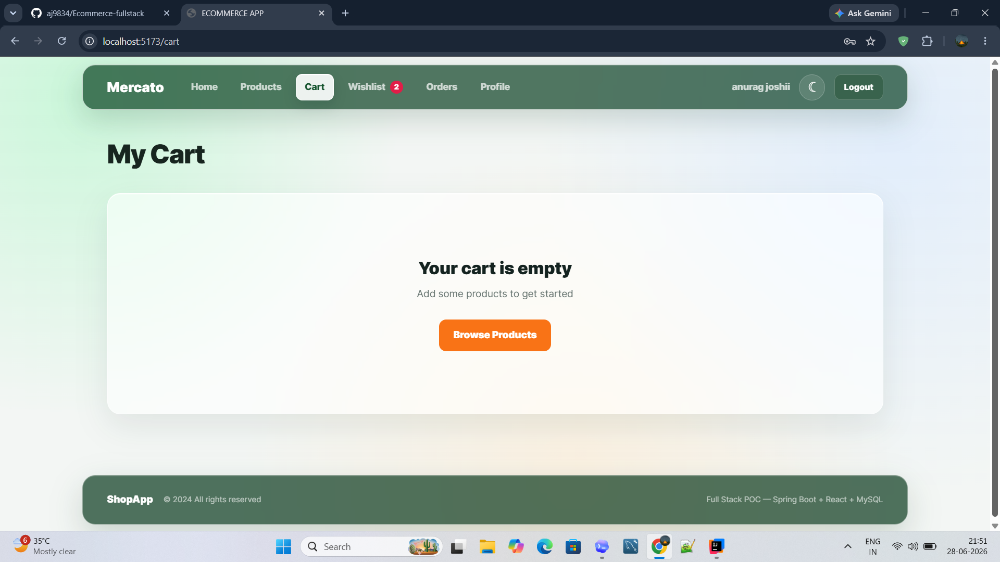 aj9834/Ecommerce-fullstack
ECOMMERCE APP
Ask Gemini
localhost:5173/cart
Mercato
Home
Products
Cart
Wishlist 2
Orders
Profile
anurag joshii
Logout
My Cart
Your cart is empty
Add some products to get started
Browse Products
ShopApp
© 2024 All rights reserved
Full Stack POC — Spring Boot + React + MySQL
6
35°C
Mostly clear
Search
IJ
ENG
IN
21:51
28-06-2026